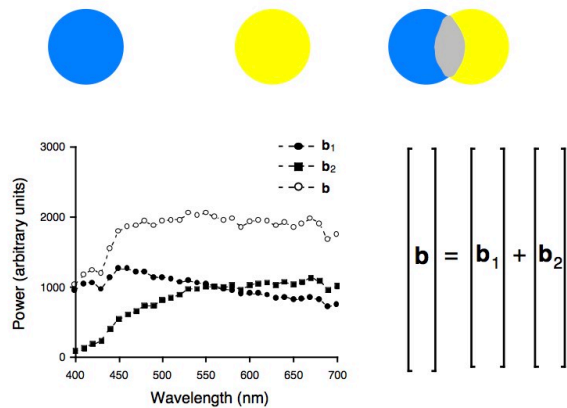 b1
b2
b
3000
2000
1000
0
400
450
500
550
600
650
700
Power (arbitrary units)
Wavelength (nm)
b = b1 + b2